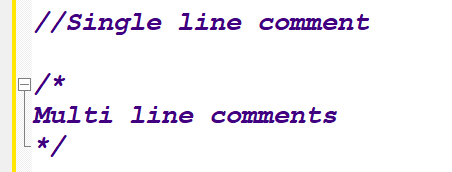 //Single line comment
/*
Multi line comments
*/